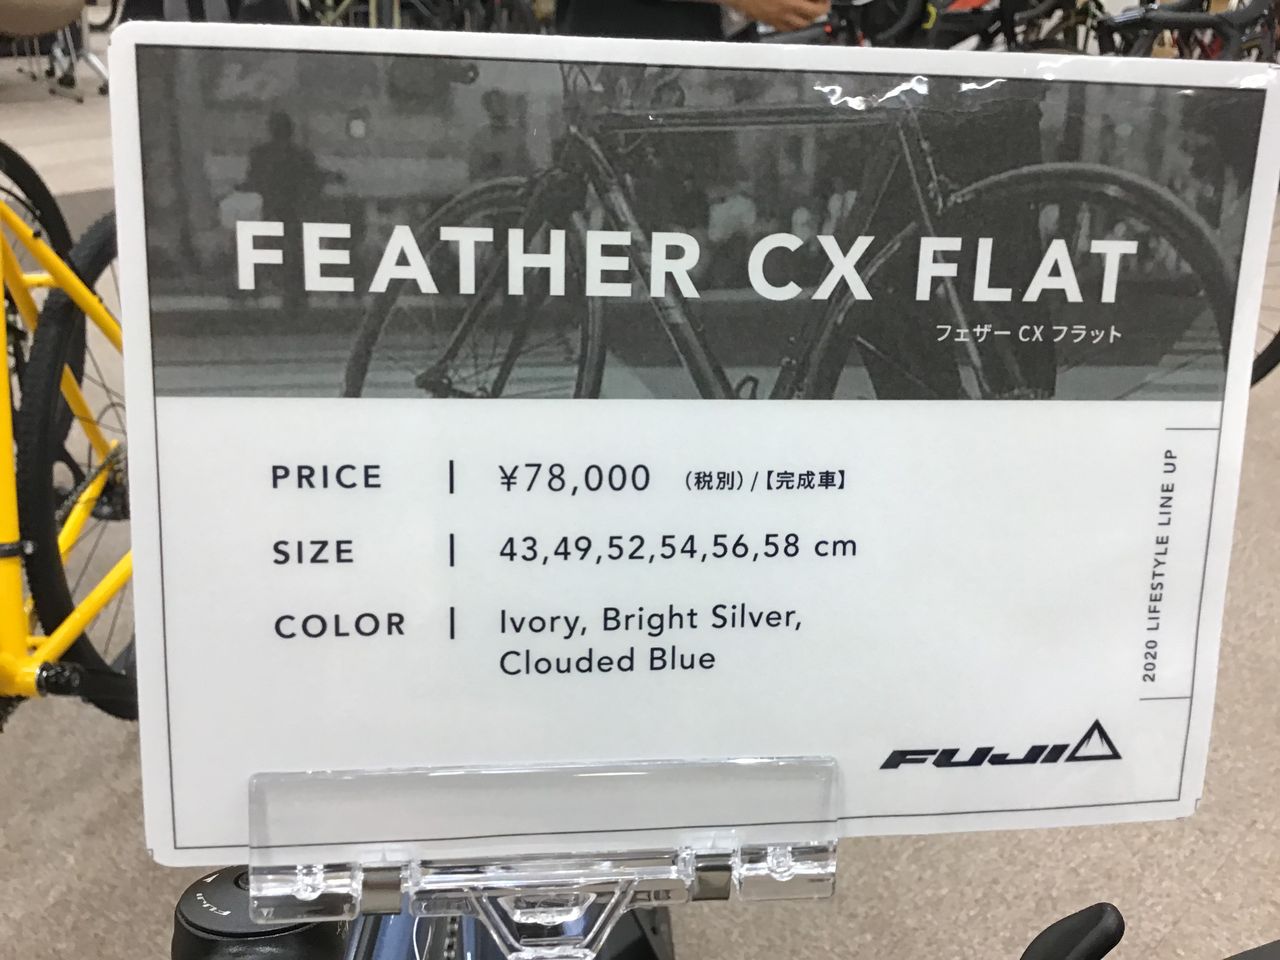 FEATHER CX FLAT
フェザー CX フラット
PRICE | ¥78,000 （税別）/【完成車】
SIZE | 43,49,52,54,56,58 cm
COLOR | Ivory, Bright Silver,
Clouded Blue
2020 LIFESTYLE LINE UP
FUJI
FUJI